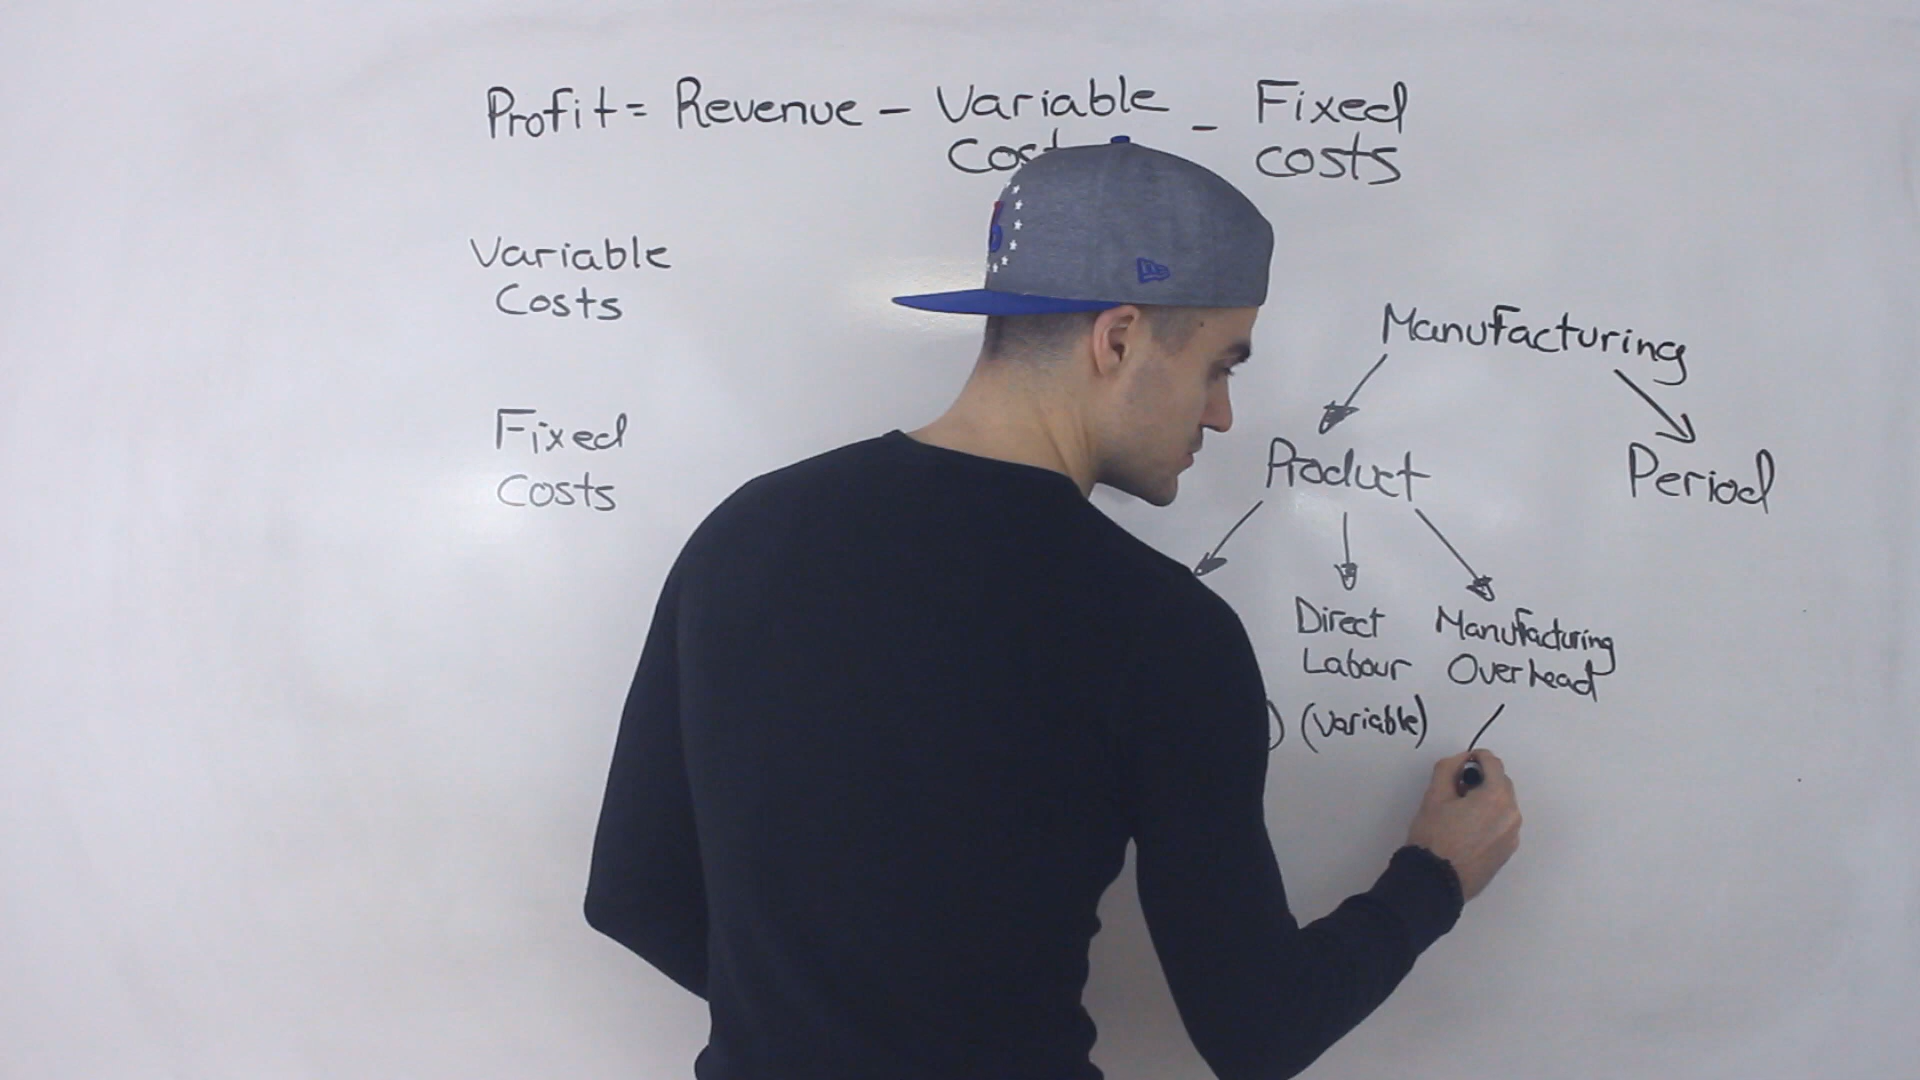 Profit = Revenue - Variable - Fixed
costs
Variable
Costs
Fixed
Costs
Manufacturing
Product
Period
Direct
Labour
Manufacturing
Overhead
) (Variable)